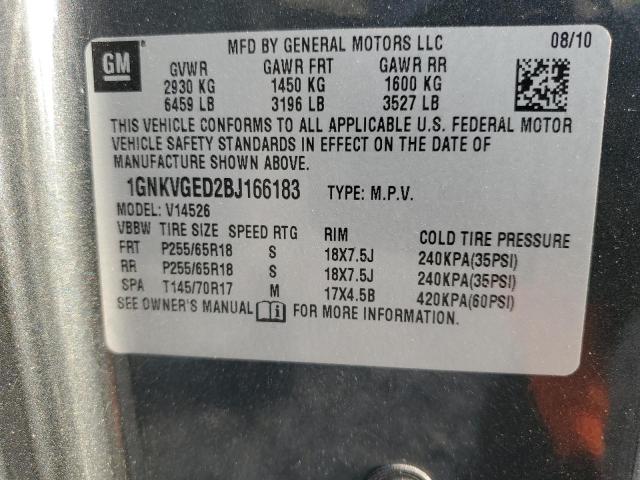 GM
MFD BY GENERAL MOTORS LLC 08/10
GVWR GAWR FRT GAWR RR
2930 KG 1450 KG 1600 KG
6459 LB 3196 LB 3527 LB
THIS VEHICLE CONFORMS TO ALL APPLICABLE U.S. FEDERAL MOTOR
VEHICLE SAFETY STANDARDS IN EFFECT ON THE DATE OF
MANUFACTURE SHOWN ABOVE.
1GNKVGED2BJ166183 TYPE: M.P.V.
MODEL: V14526
VBBW TIRE SIZE SPEED RTG RIM COLD TIRE PRESSURE
FRT P255/65R18 S 18X7.5J 240KPA(35PSI)
RR P255/65R18 S 18X7.5J 240KPA(35PSI)
SPA T145/70R17 M 17X4.5B 420KPA(60PSI)
SEE OWNER'S MANUAL FOR MORE INFORMATION.